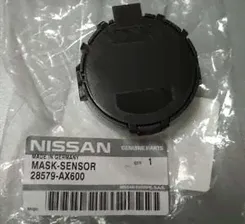 NISSAN
GENUINE PARTS
MADE IN GERMANY
MASK-SENSOR
QTY 1
28579-AX600